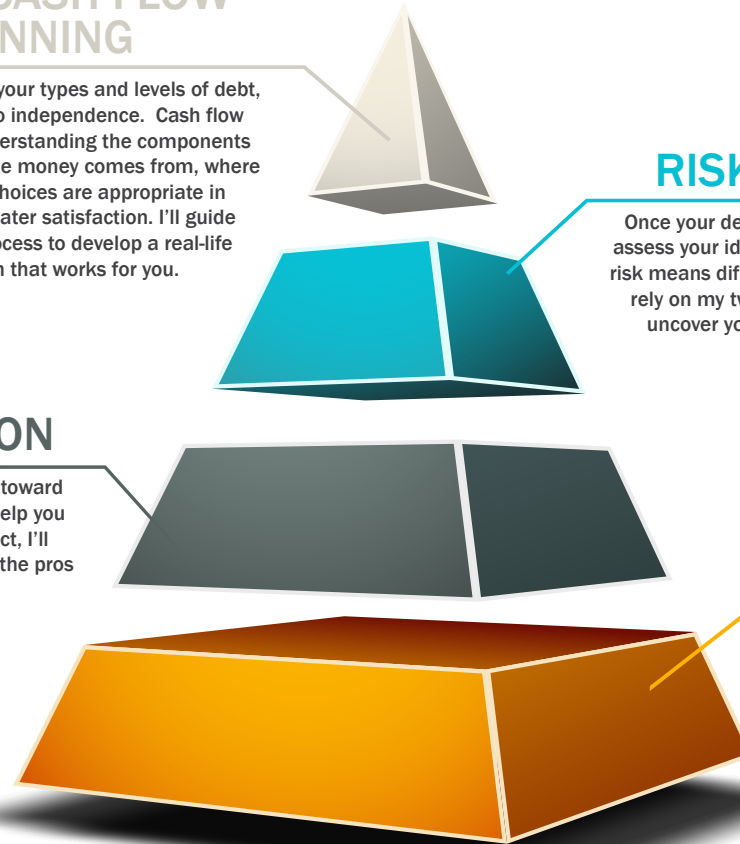 CASH FLOW
NNING
your types and levels of debt,
o independence. Cash flow
erstanding the components
e money comes from, where
hoices are appropriate in
ater satisfaction. I'll guide
ocess to develop a real-life
n that works for you.
RISK
Once your de
assess your id
risk means dif
rely on my tw
uncover yo
ON
toward
elp you
ct, I'll
the pros